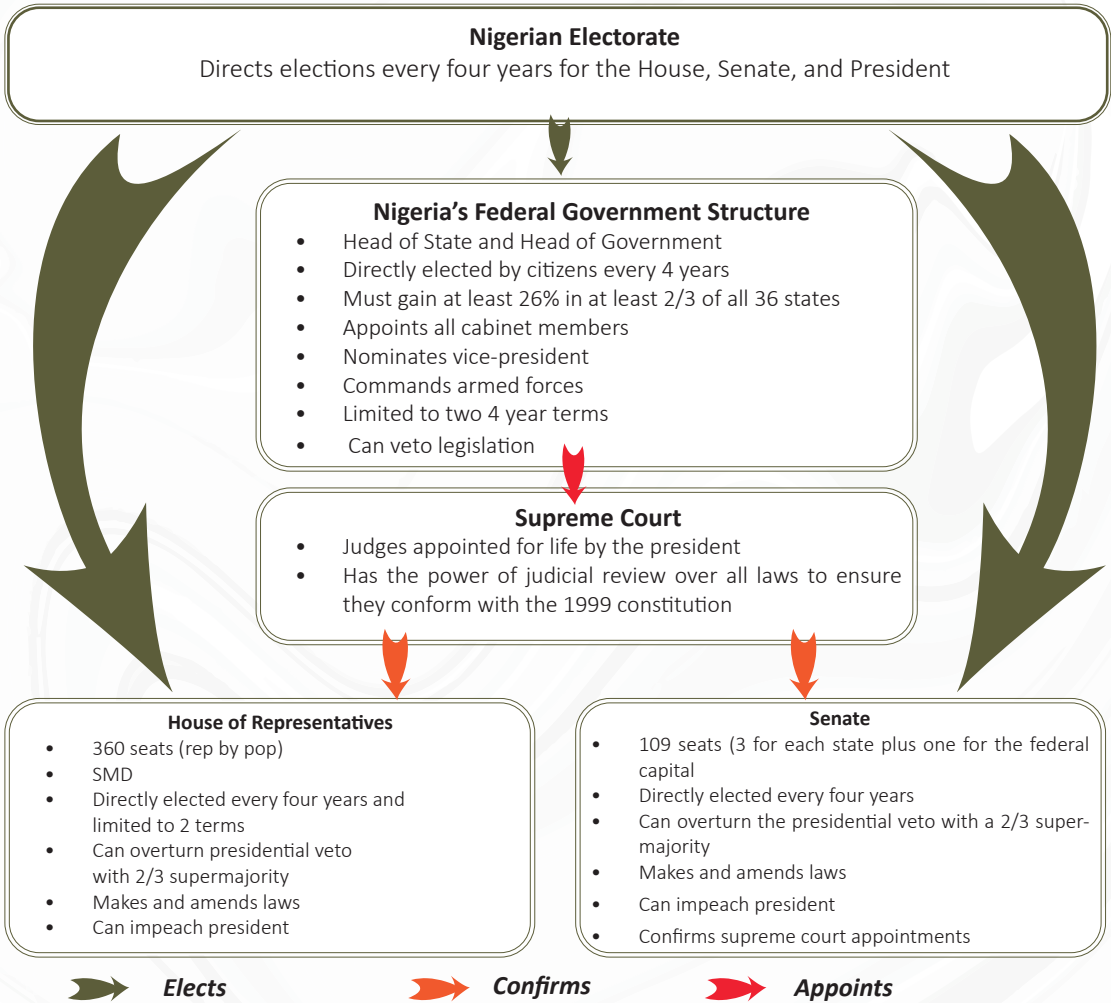 Nigerian Electorate
Directs elections every four years for the House, Senate, and President
Nigeria’s Federal Government Structure
• Head of State and Head of Government
• Directly elected by citizens every 4 years
• Must gain at least 26% in at least 2/3 of all 36 states
• Appoints all cabinet members
• Nominates vice-president
• Commands armed forces
• Limited to two 4 year terms
• Can veto legislation
Supreme Court
• Judges appointed for life by the president
• Has the power of judicial review over all laws to ensure
they conform with the 1999 constitution
House of Representatives
• 360 seats (rep by pop)
• SMD
• Directly elected every four years and
limited to 2 terms
• Can overturn presidential veto
with 2/3 supermajority
• Makes and amends laws
• Can impeach president
Senate
• 109 seats (3 for each state plus one for the federal
capital
• Directly elected every four years
• Can overturn the presidential veto with a 2/3 super-
majority
• Makes and amends laws
• Can impeach president
• Confirms supreme court appointments
Elects
Confirms
Appoints